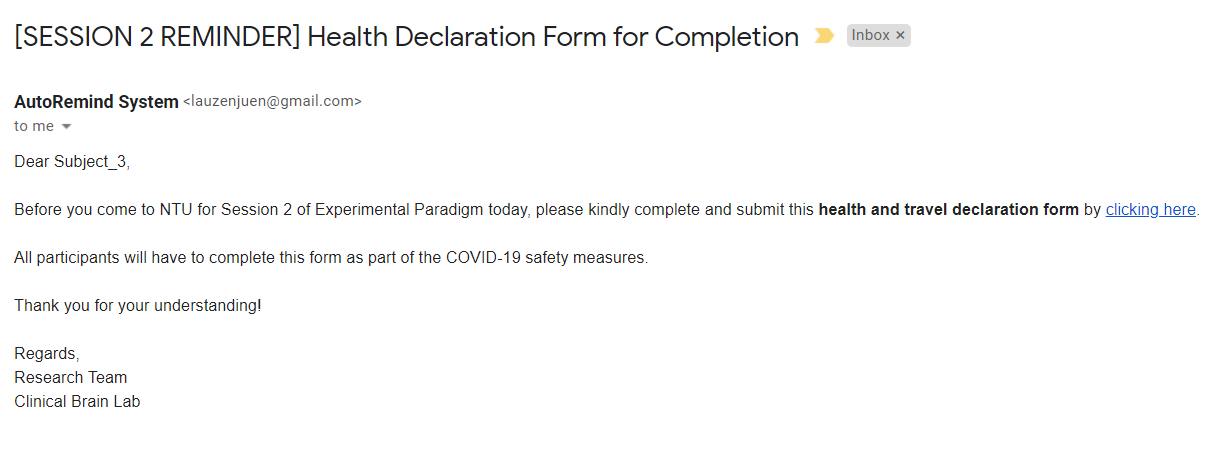 [SESSION 2 REMINDER] Health Declaration Form for Completion Inbox ×
AutoRemind System <lauzenjuen@gmail.com>
to me
Dear Subject_3,
Before you come to NTU for Session 2 of Experimental Paradigm today, please kindly complete and submit this health and travel declaration form by clicking here.
All participants will have to complete this form as part of the COVID-19 safety measures.
Thank you for your understanding!
Regards,
Research Team
Clinical Brain Lab